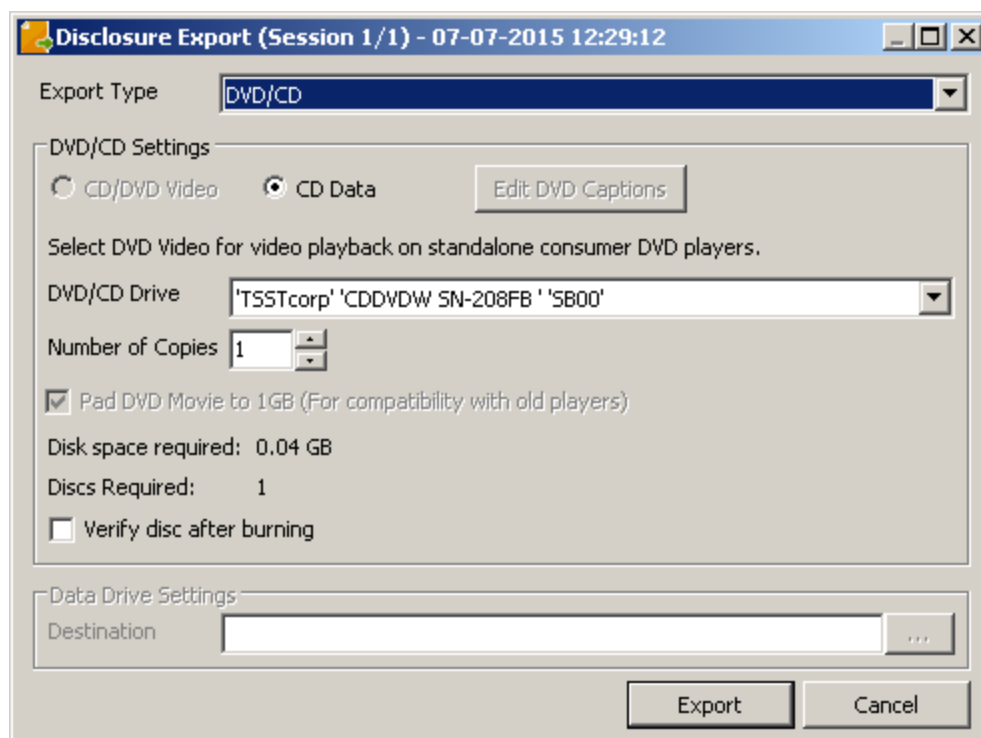 Disclosure Export (Session 1/1) - 07-07-2015 12:29:12
Export Type DVD/CD
DVD/CD Settings
CD/DVD Video CD Data Edit DVD Captions
Select DVD Video for video playback on standalone consumer DVD players.
DVD/CD Drive 'TSSTcorp' 'CDDVDW SN-208FB ' 'SB00'
Number of Copies 1
Pad DVD Movie to 1GB (For compatibility with old players)
Disk space required: 0.04 GB
Discs Required: 1
Verify disc after burning
Data Drive Settings
Destination ...
Export Cancel